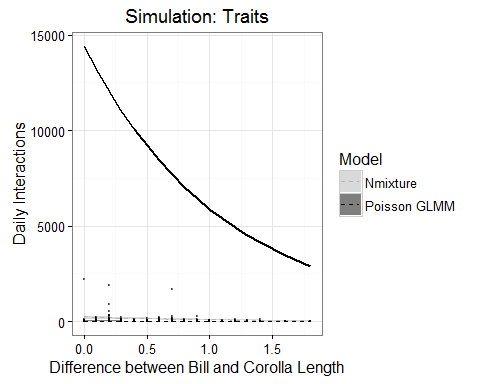 Simulation: Traits
15000
10000
5000
0
Daily Interactions
0.0 0.5 1.0 1.5
Difference between Bill and Corolla Length
Model
Nmixture
Poisson GLMM